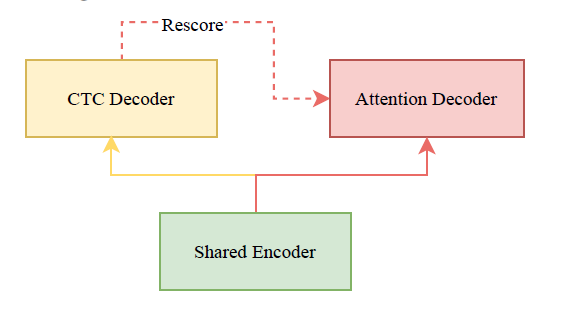 Rescore
CTC Decoder
Attention Decoder
Shared Encoder